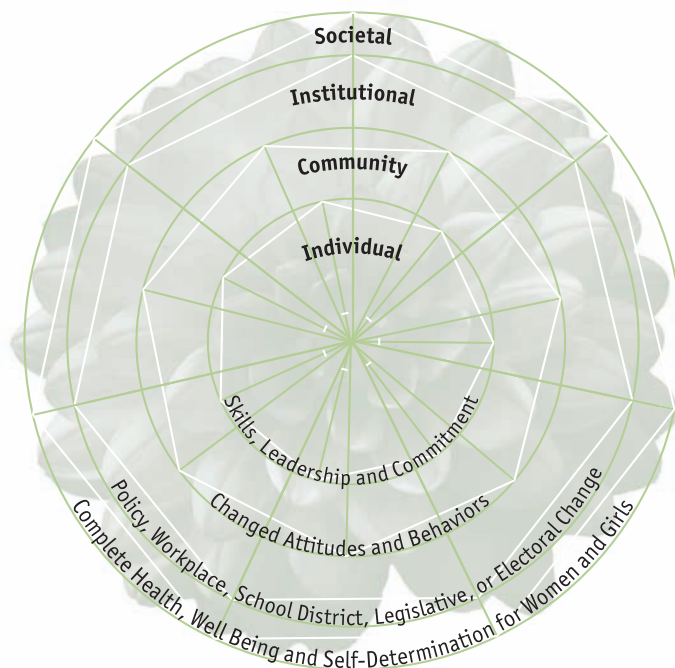 Societal
Institutional
Community
Individual
Skills, Leadership and Commitment
Changed Attitudes and Behaviors
Policy, Workplace, School District, Legislative, or Electoral Change
Complete Health, Well Being and Self-Determination for Women and Girls